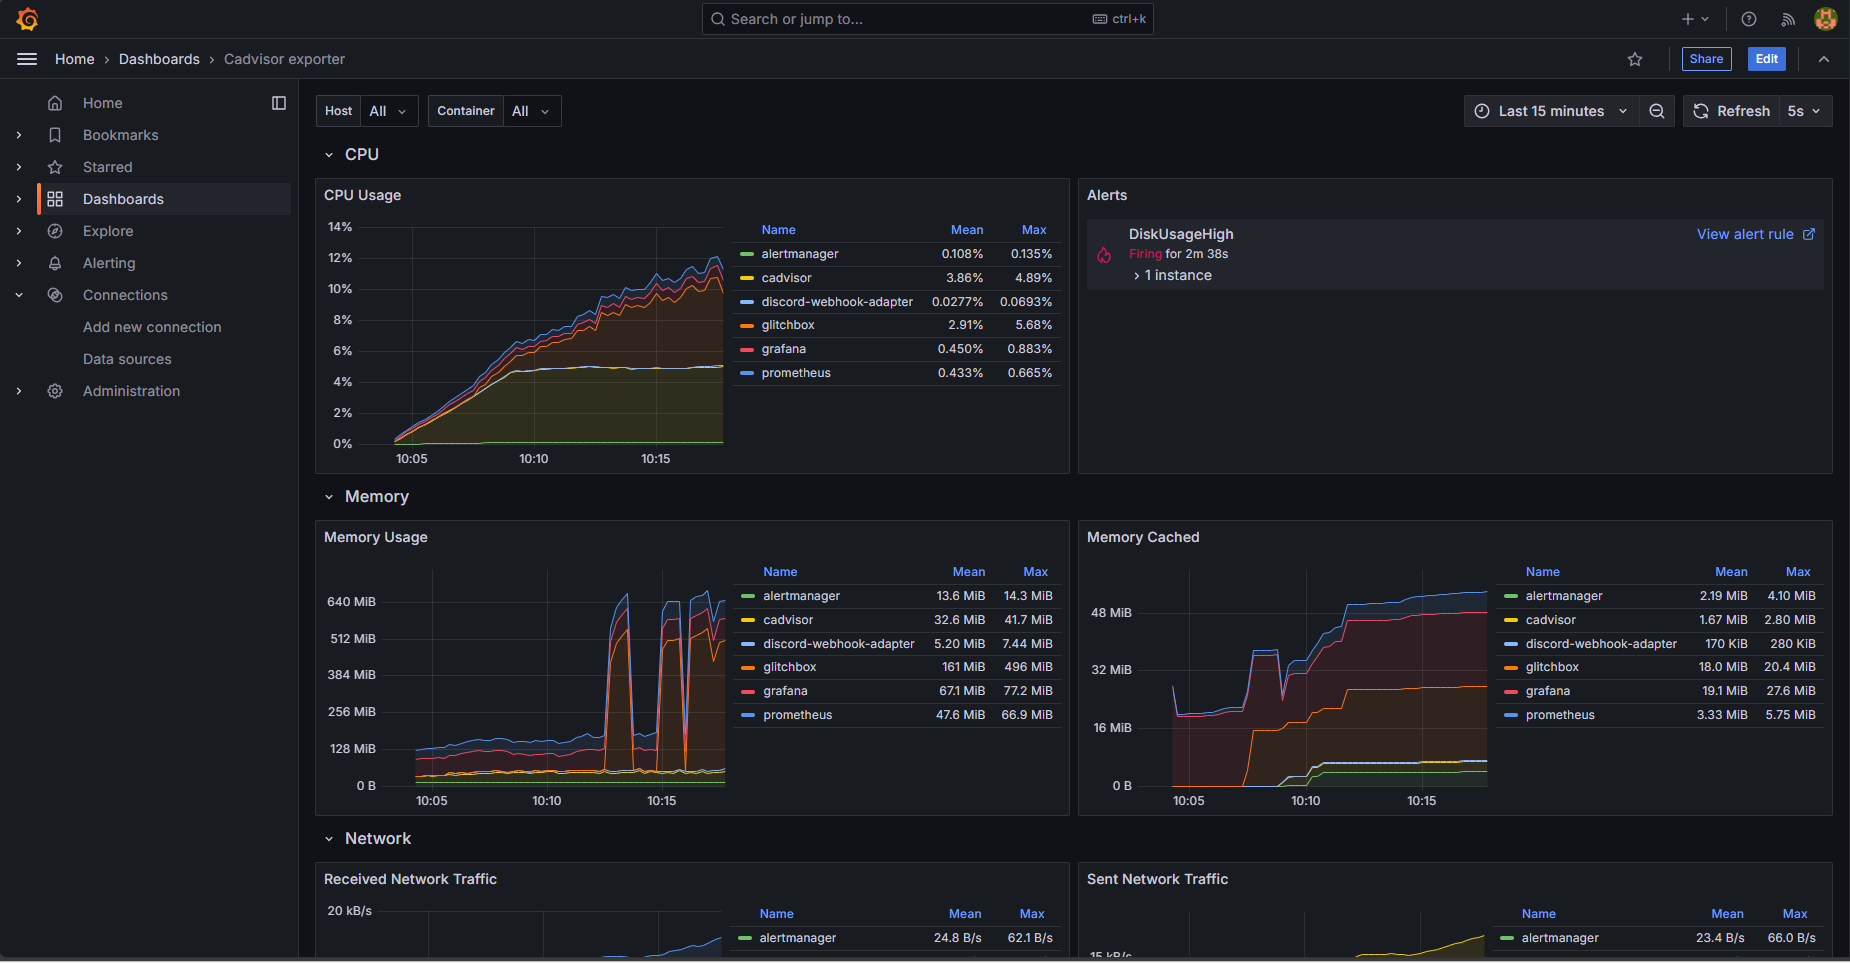 Search or jump to...
ctrl+k
Home › Dashboards › Cadvisor exporter
Share
Edit
Home
Bookmarks
Starred
Dashboards
Explore
Alerting
Connections
Add new connection
Data sources
Administration
Host All
Container All
Last 15 minutes
Refresh 5s
CPU
CPU Usage
14%
12%
10%
8%
6%
4%
2%
0%
10:05 10:10 10:15
Name Mean Max
alertmanager 0.108% 0.135%
cadvisor 3.86% 4.89%
discord-webhook-adapter 0.0277% 0.0693%
glitchbox 2.91% 5.68%
grafana 0.450% 0.883%
prometheus 0.433% 0.665%
Alerts
DiskUsageHigh
View alert rule
Firing for 2m 38s
1 instance
Memory
Memory Usage
640 MiB
512 MiB
384 MiB
256 MiB
128 MiB
0 B
10:05 10:10 10:15
Name Mean Max
alertmanager 13.6 MiB 14.3 MiB
cadvisor 32.6 MiB 41.7 MiB
discord-webhook-adapter 5.20 MiB 7.44 MiB
glitchbox 161 MiB 496 MiB
grafana 67.1 MiB 77.2 MiB
prometheus 47.6 MiB 66.9 MiB
Memory Cached
48 MiB
32 MiB
16 MiB
0 B
10:05 10:10 10:15
Name Mean Max
alertmanager 2.19 MiB 4.10 MiB
cadvisor 1.67 MiB 2.80 MiB
discord-webhook-adapter 170 KiB 280 KiB
glitchbox 18.0 MiB 20.4 MiB
grafana 19.1 MiB 27.6 MiB
prometheus 3.33 MiB 5.75 MiB
Network
Received Network Traffic
20 kB/s
Name Mean Max
alertmanager 24.8 B/s 62.1 B/s
Sent Network Traffic
15 kB/s
Name Mean Max
alertmanager 23.4 B/s 66.0 B/s